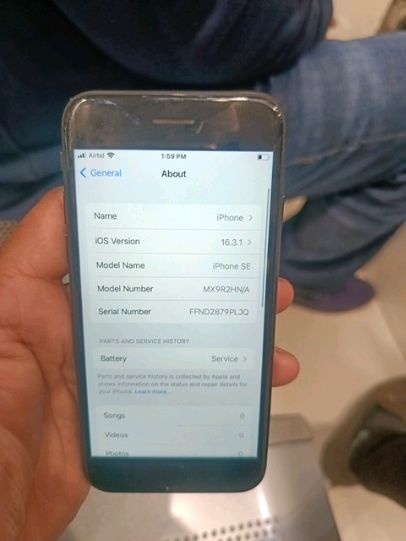 Airtel 1:59 PM
General About
Name iPhone
iOS Version 16.3.1
Model Name iPhone SE
Model Number MX9R2HN/A
Serial Number FFND2879PLJQ
PARTS AND SERVICE HISTORY
Battery Service
Parts and service history is collected by Apple and
shows information on the status and repair details for
your iPhone. Learn more...
Songs 0
Videos 0
Photos 0